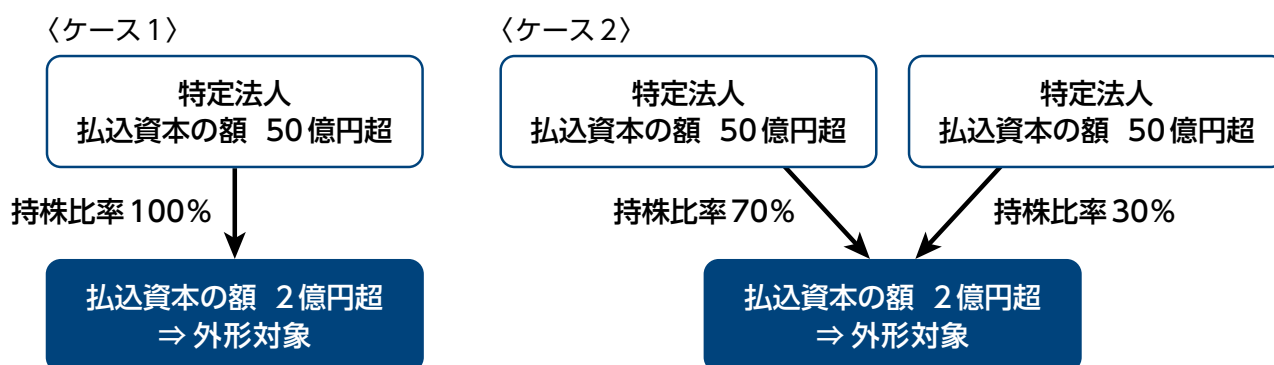 〈ケース1〉
特定法人
払込資本の額 50億円超
持株比率100%
払込資本の額 2億円超
⇒ 外形対象
〈ケース2〉
特定法人
払込資本の額 50億円超
特定法人
払込資本の額 50億円超
持株比率70%
持株比率30%
払込資本の額 2億円超
⇒ 外形対象